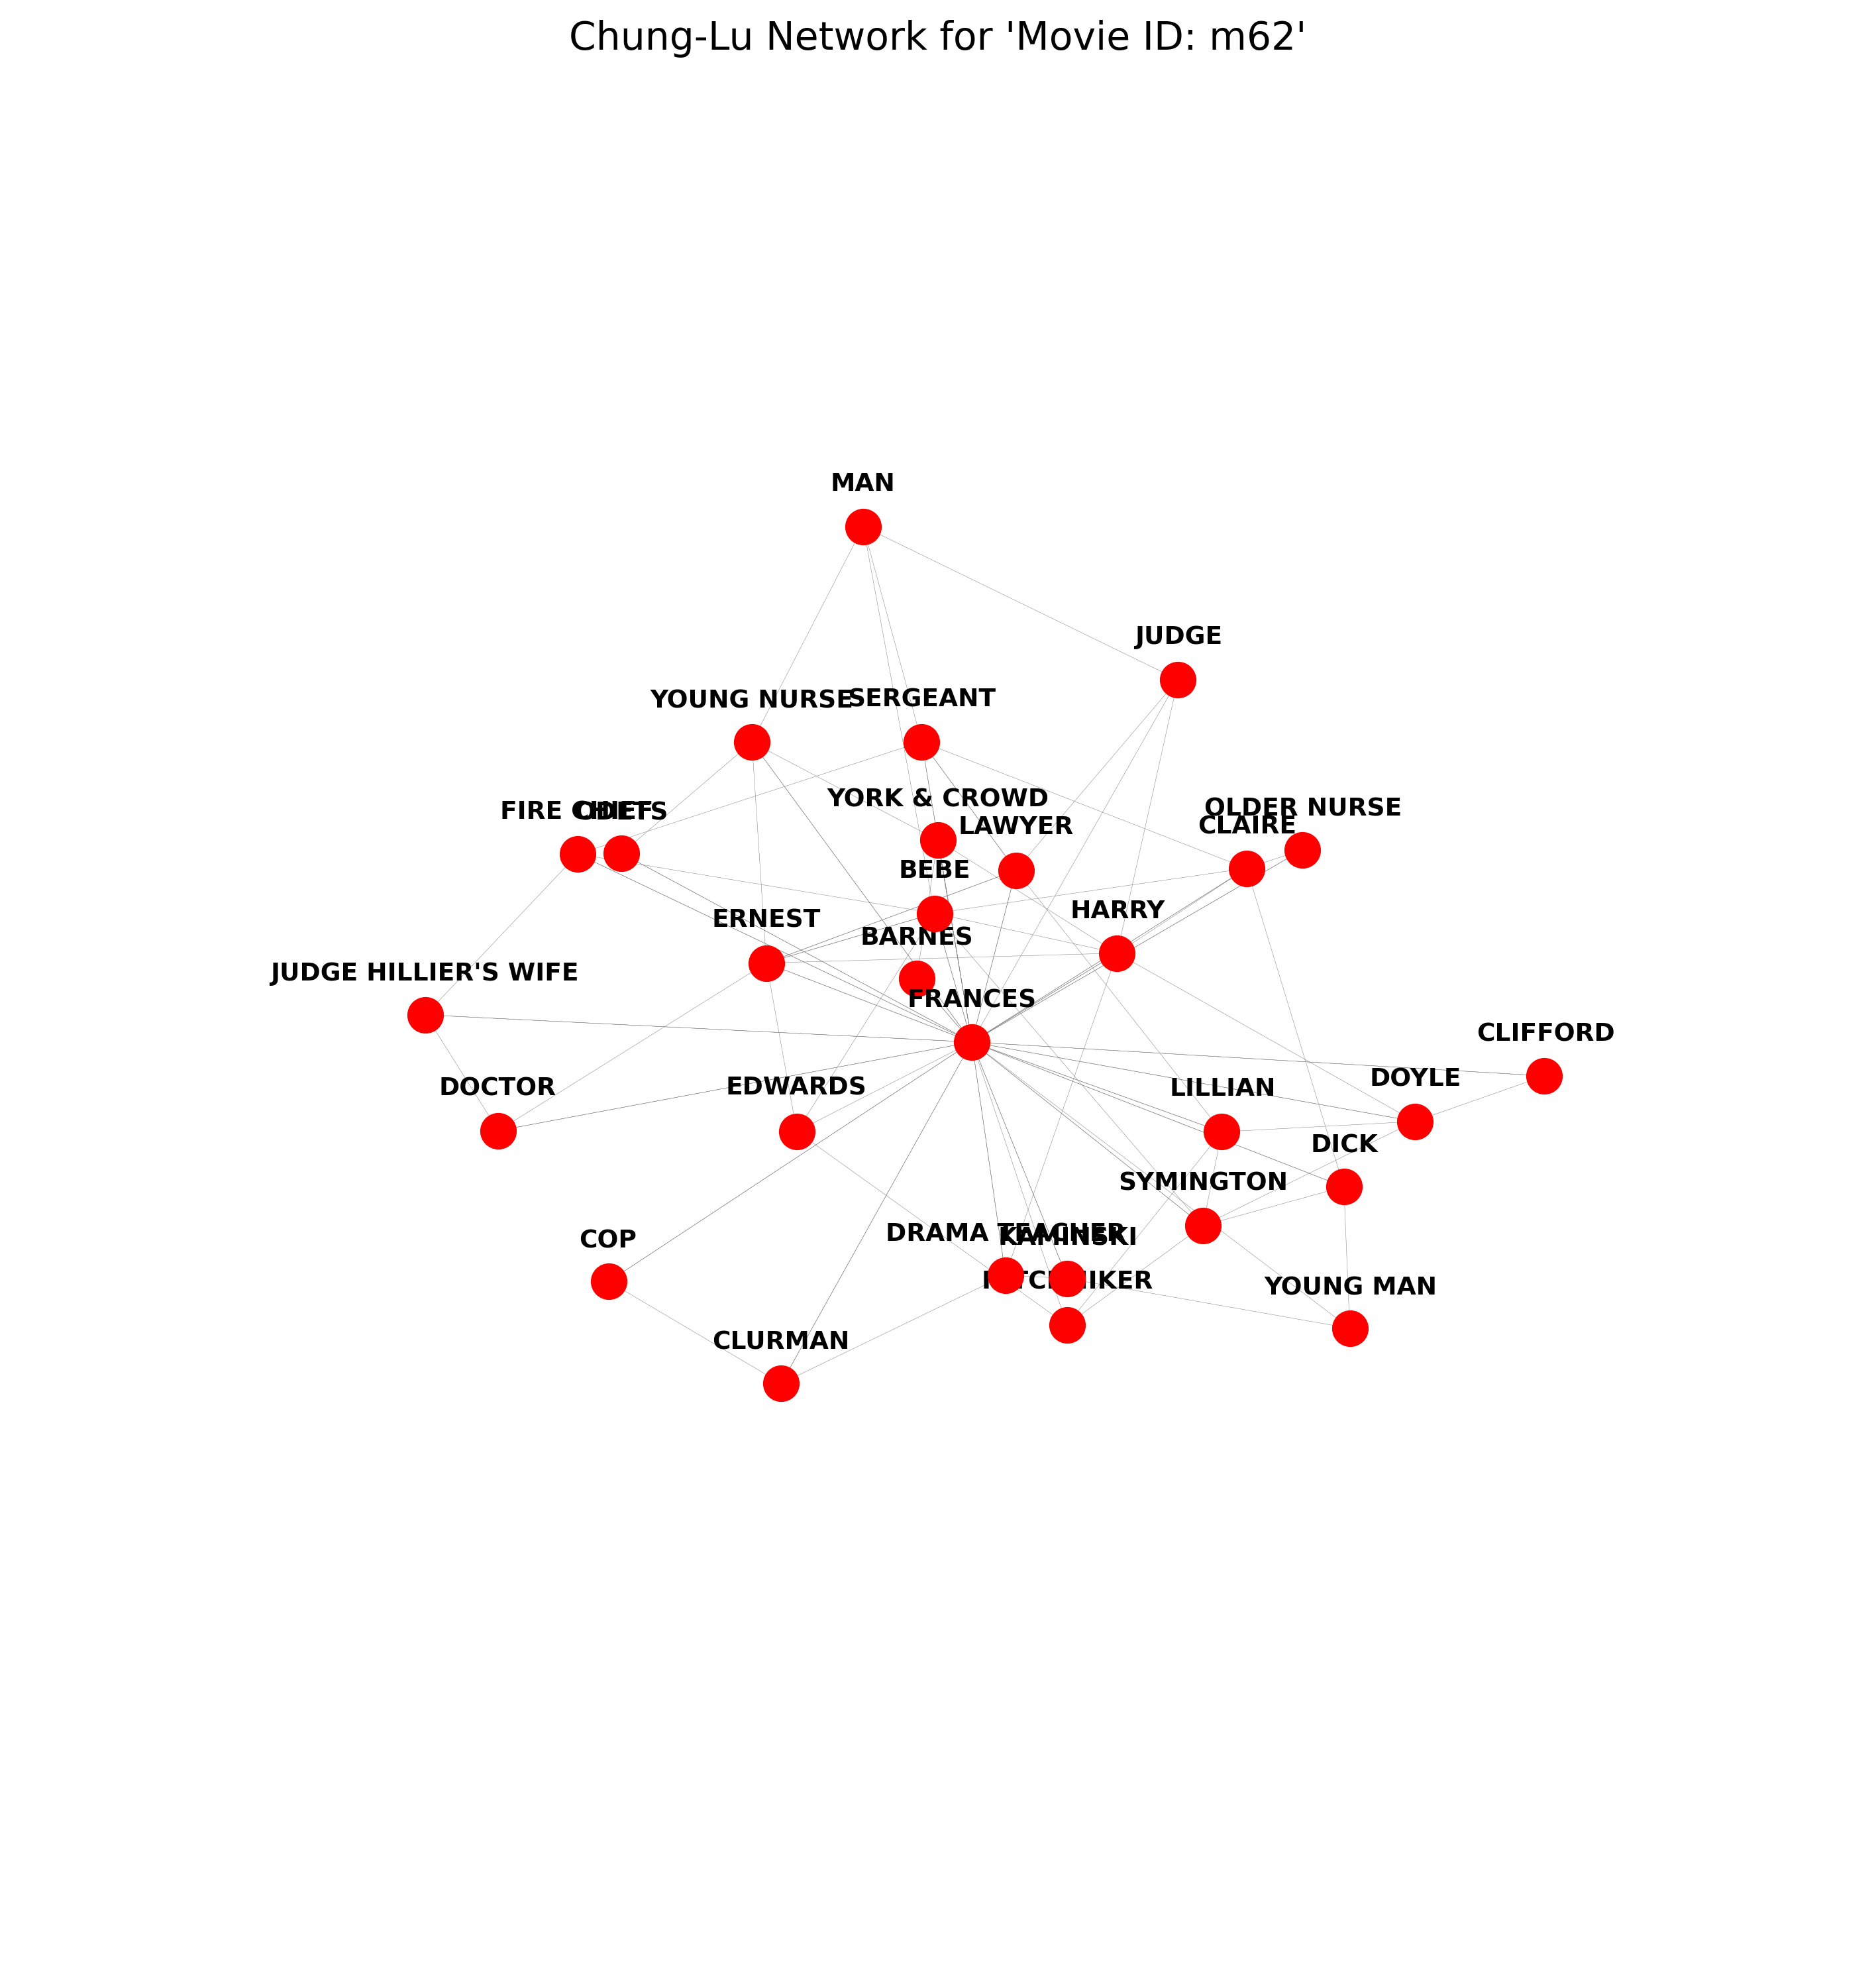 Chung-Lu Network for 'Movie ID: m62'
MAN
JUDGE
YOUNG NURSE
SERGEANT
YORK & CROWD
OLDER NURSE
FIRE CHIEF
ODETS
LAWYER
CLAIRE
BEBE
HARRY
ERNEST
BARNES
JUDGE HILLIER'S WIFE
FRANCES
CLIFFORD
DOYLE
DOCTOR
EDWARDS
LILLIAN
DICK
SYMINGTON
DRAMA TEACHER
KAMINSKI
COP
HITCHHIKER
YOUNG MAN
CLURMAN